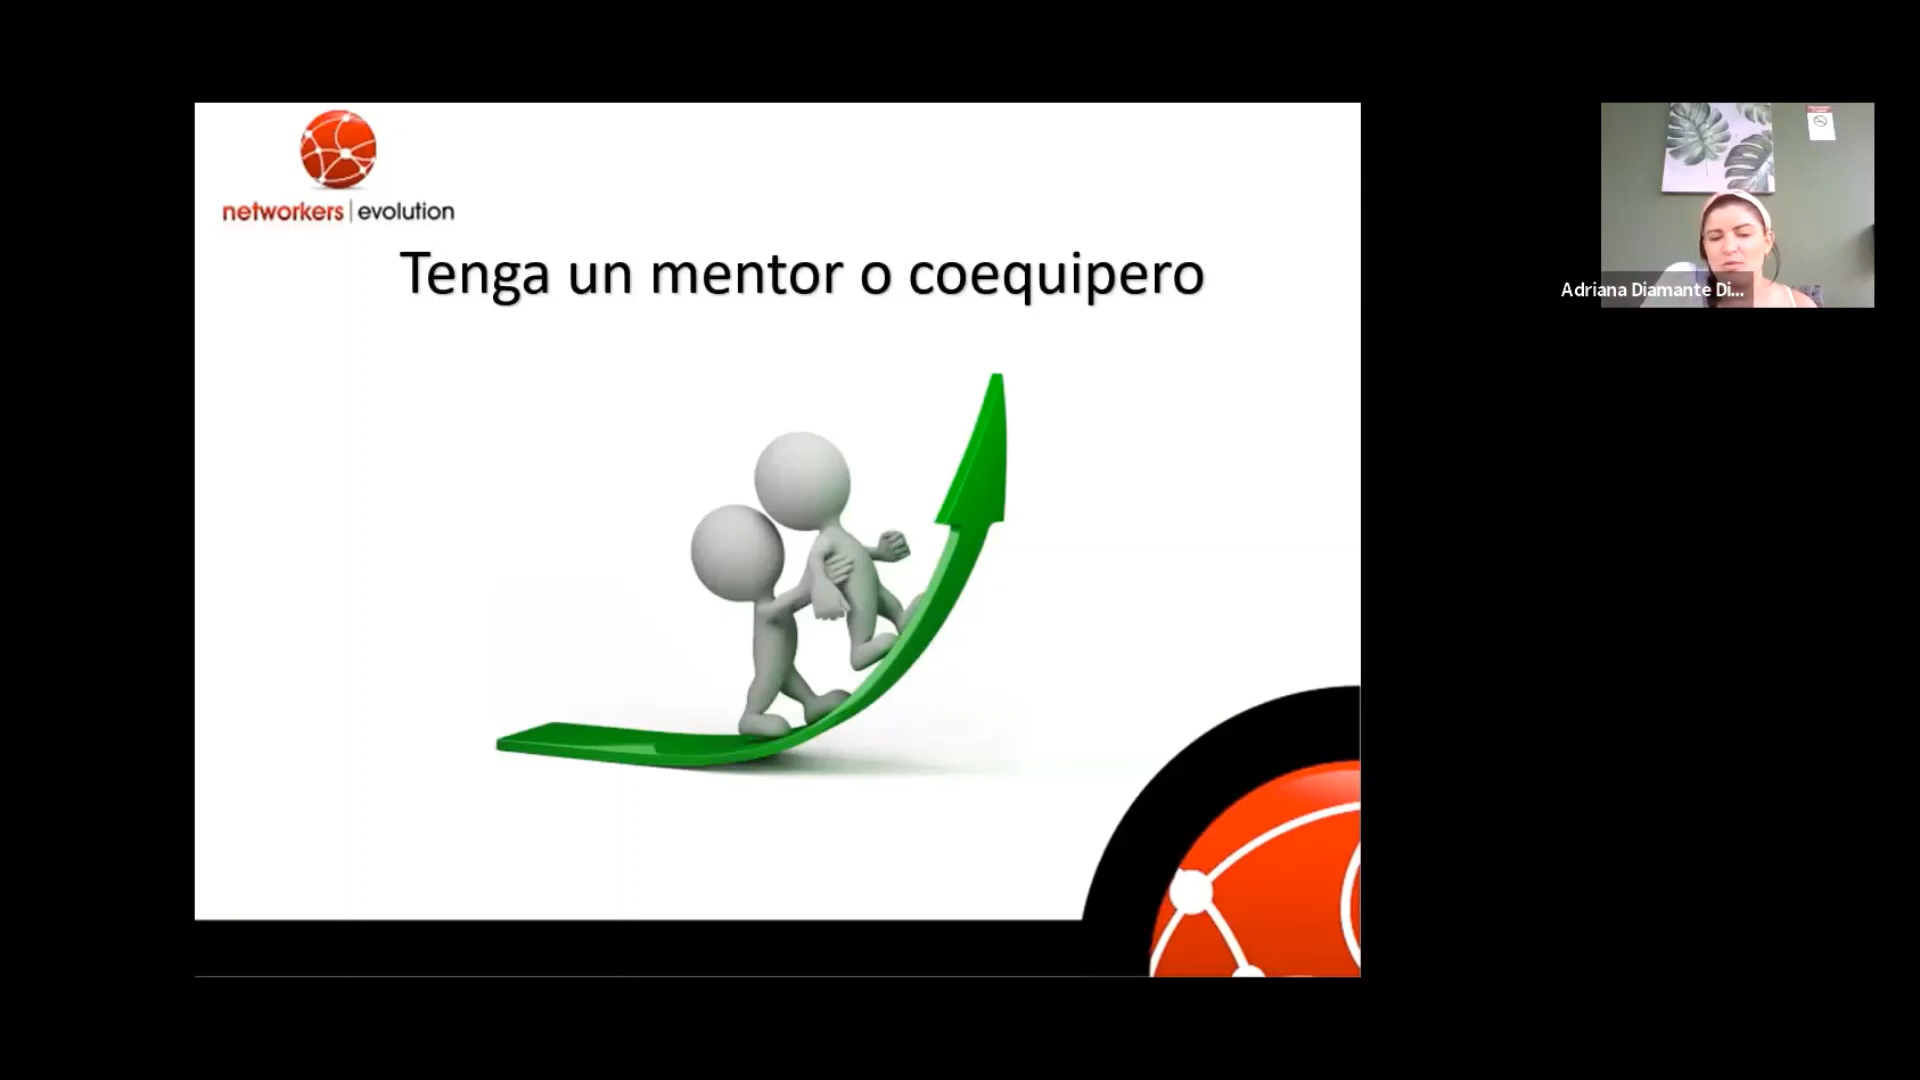 networkers | evolution
Tenga un mentor o coequipero
Adriana Diamante Di...